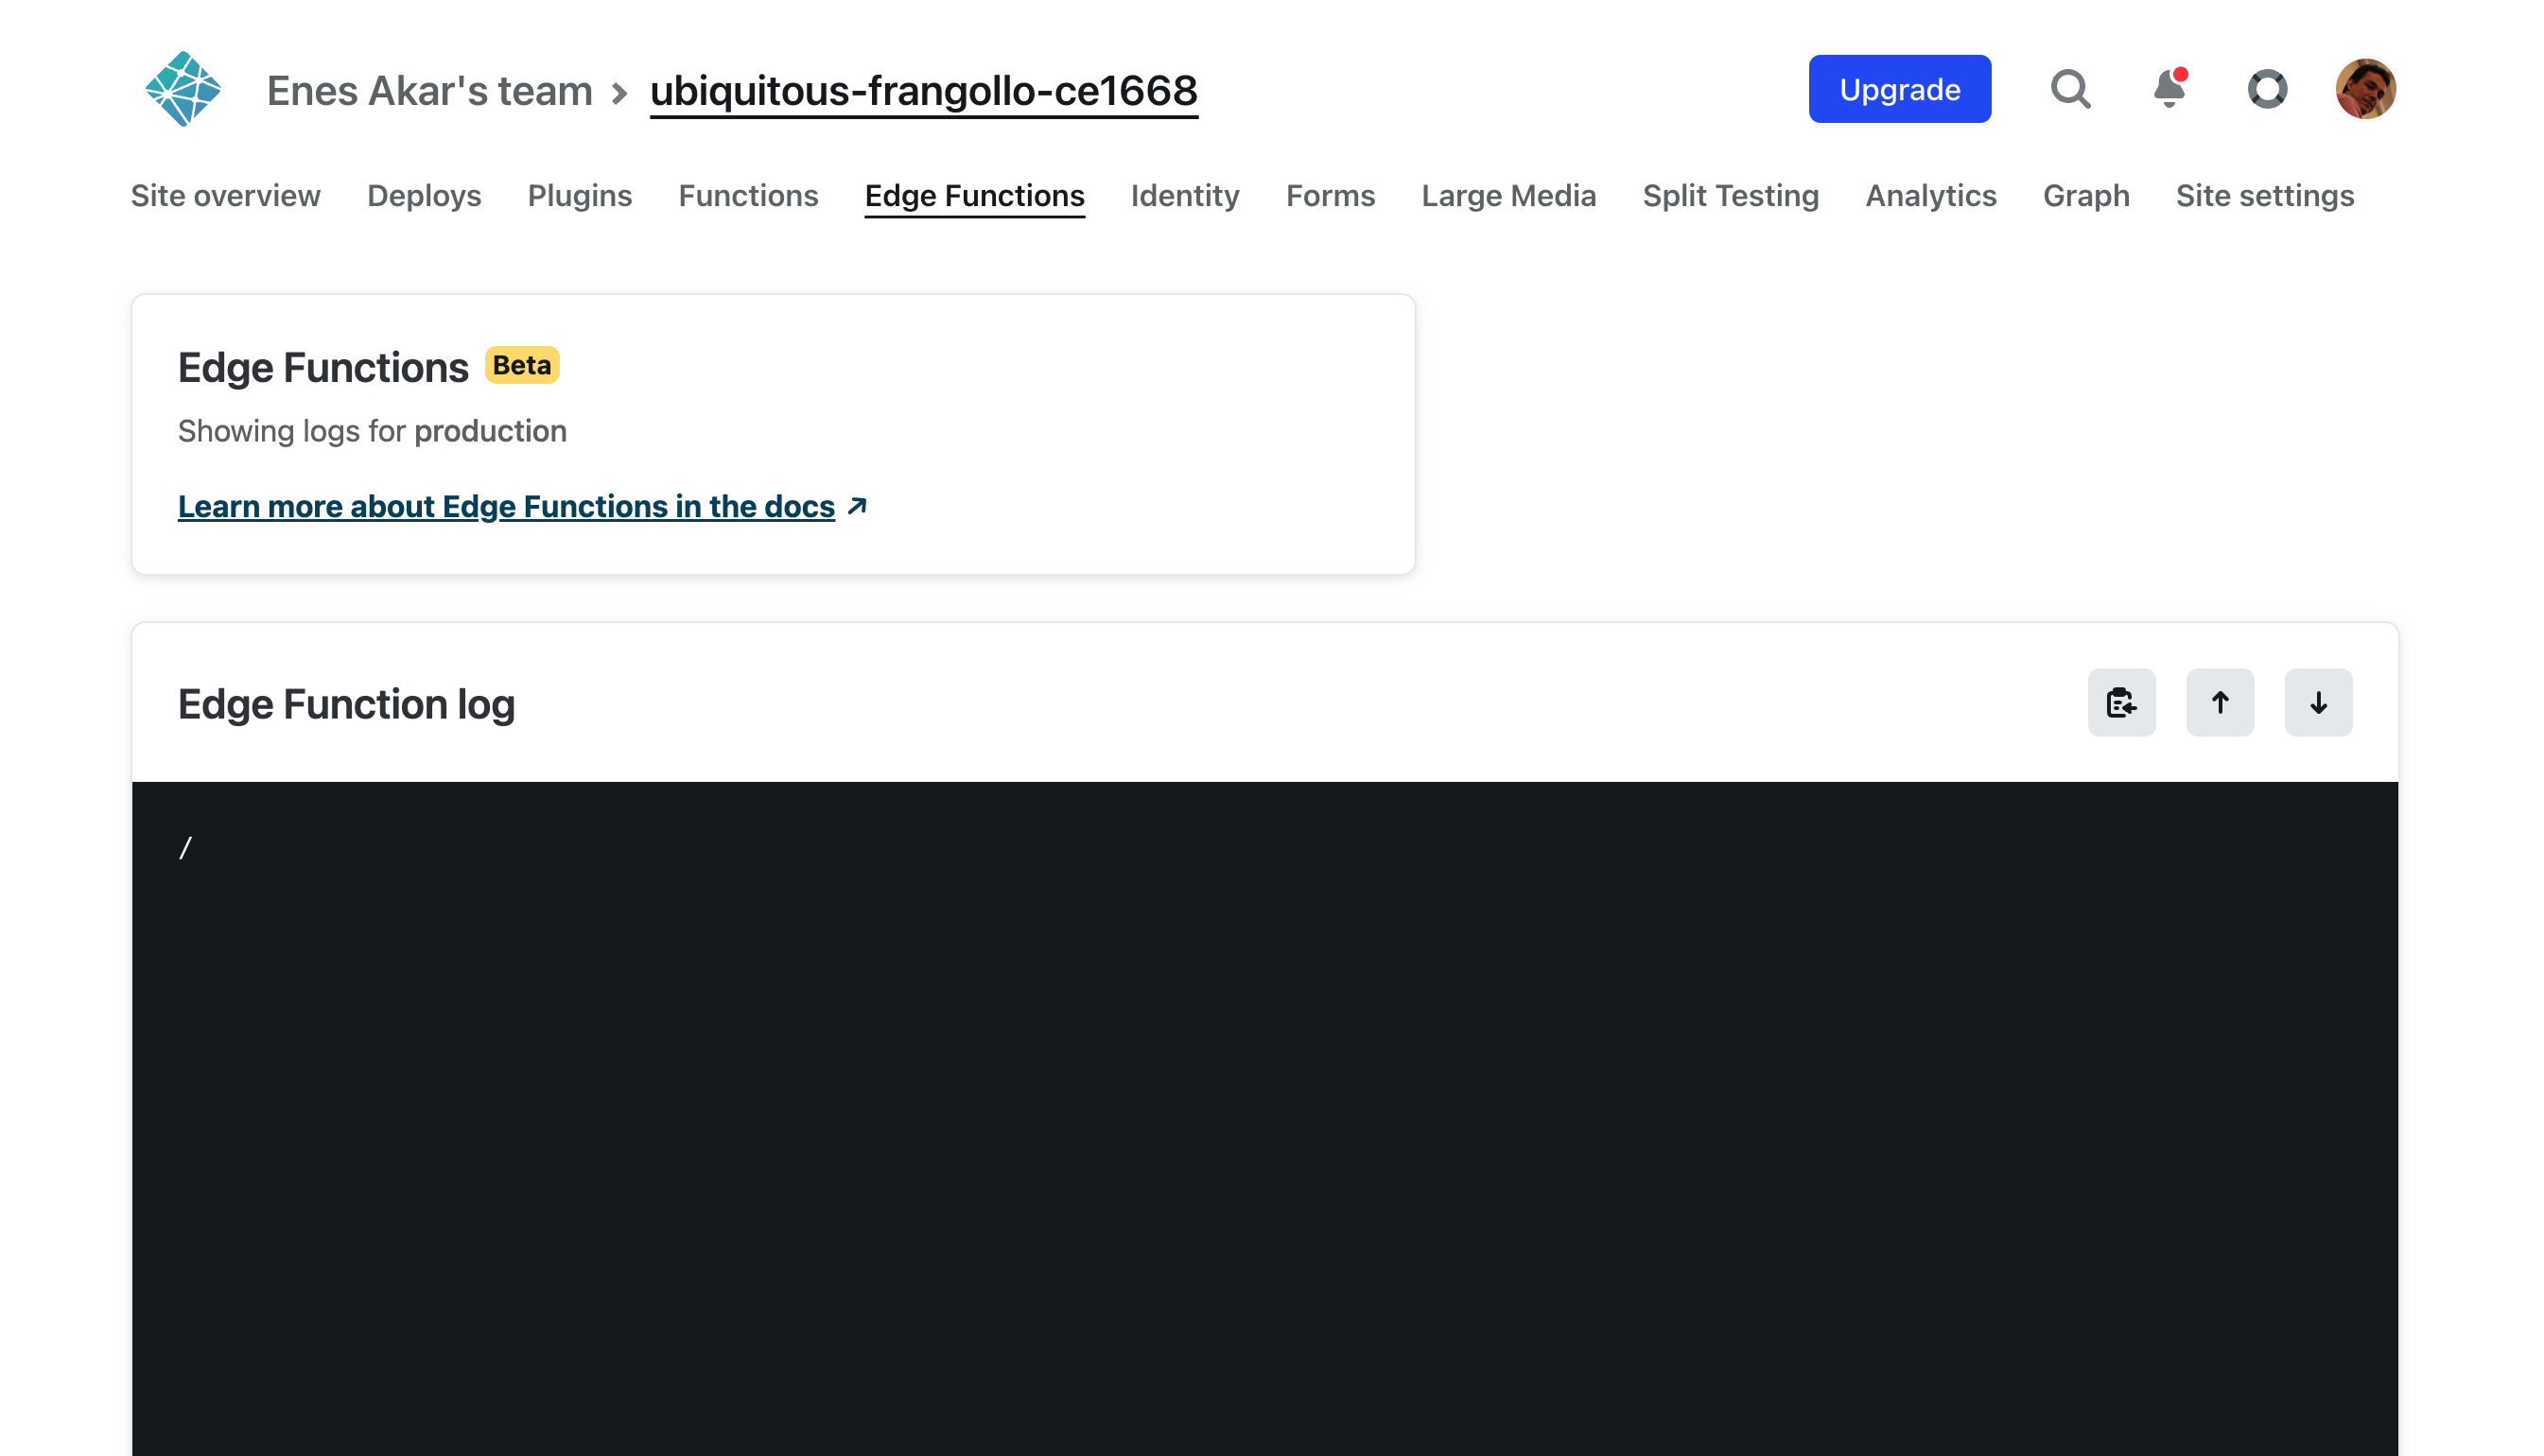 Enes Akar's team › ubiquitous-frangollo-ce1668
Upgrade
Site overview Deploys Plugins Functions Edge Functions Identity Forms Large Media Split Testing Analytics Graph Site settings
Edge Functions Beta
Showing logs for production
Learn more about Edge Functions in the docs
Edge Function log
/